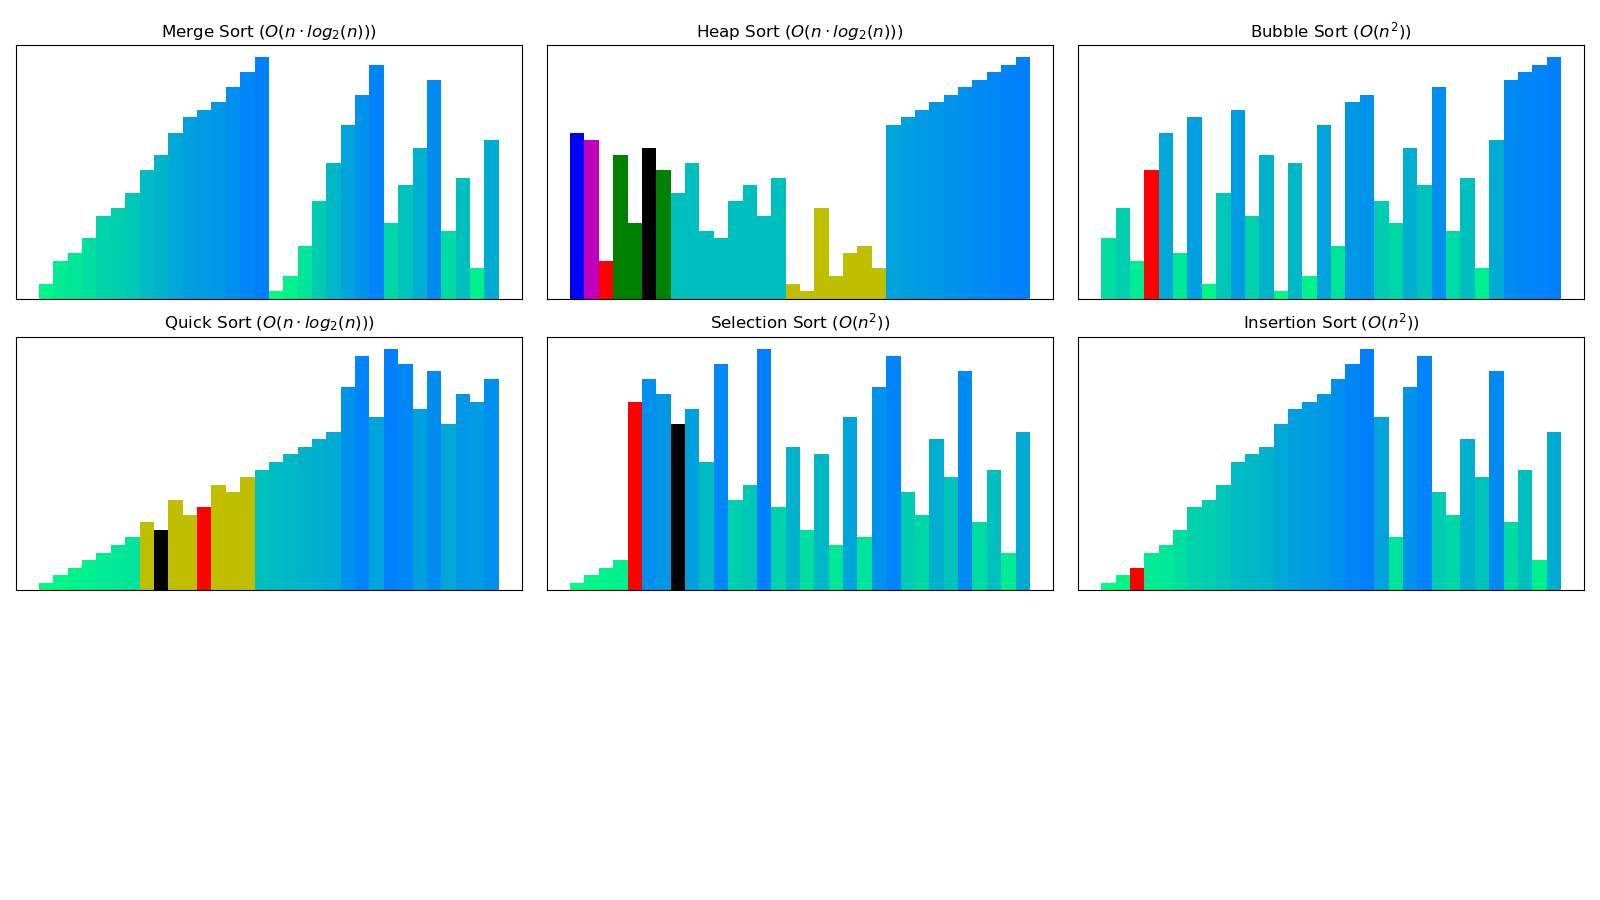 Merge Sort (O(n · log₂(n)))
Heap Sort (O(n · log₂(n)))
Bubble Sort (O(n²))
Quick Sort (O(n · log₂(n)))
Selection Sort (O(n²))
Insertion Sort (O(n²))